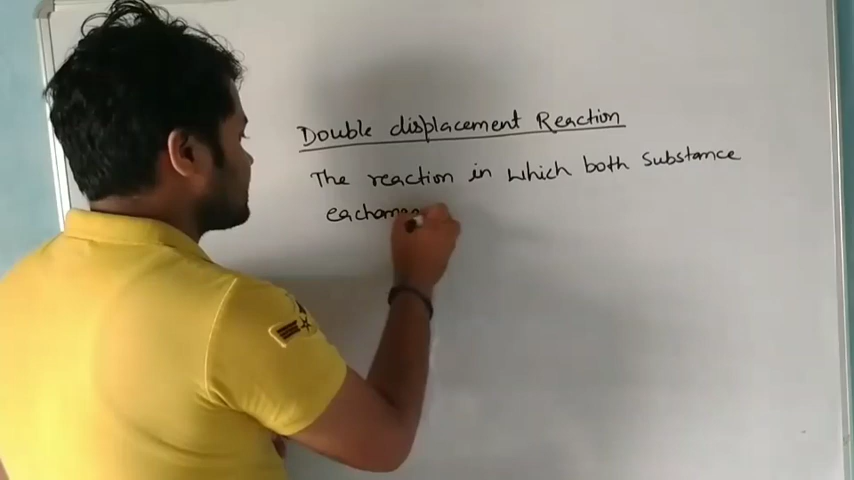 Double displacement Reaction
The reaction in which both substance